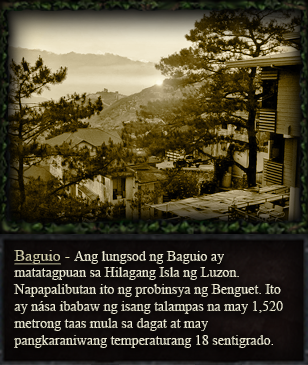 Baguio - Ang lungsod ng Baguio ay
matatagpuan sa Hilagang Isla ng Luzon.
Napapalibutan ito ng probinsya ng Benguet. Ito
ay nása ibabaw ng isang talampas na may 1,520
metrong taas mula sa dagat at may
pangkaraniwang temperaturang 18 sentigrado.